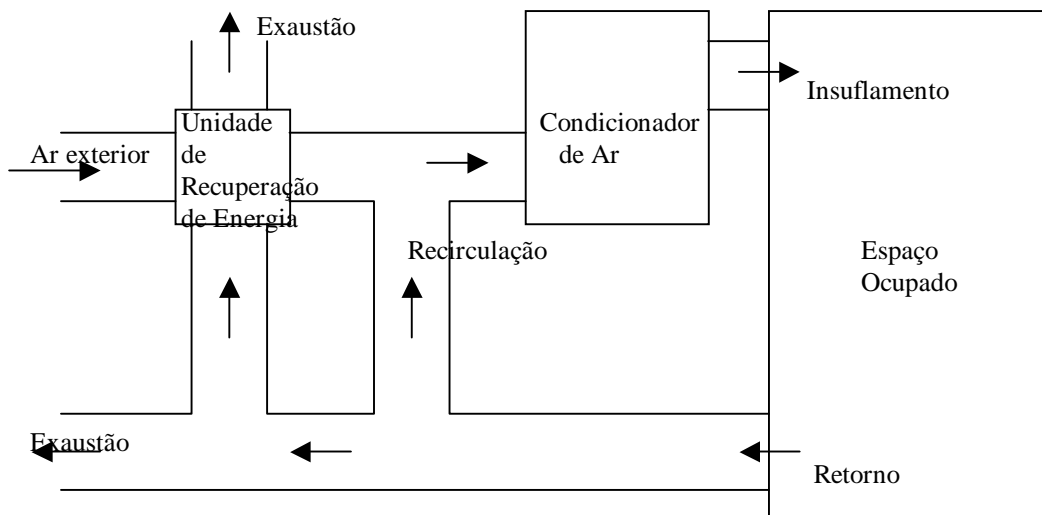 Exaustão
Insuflamento
Unidade
de
Recuperação
de Energia
Ar exterior
Condicionador
de Ar
Recirculação
Espaço
Ocupado
Exaustão
Retorno